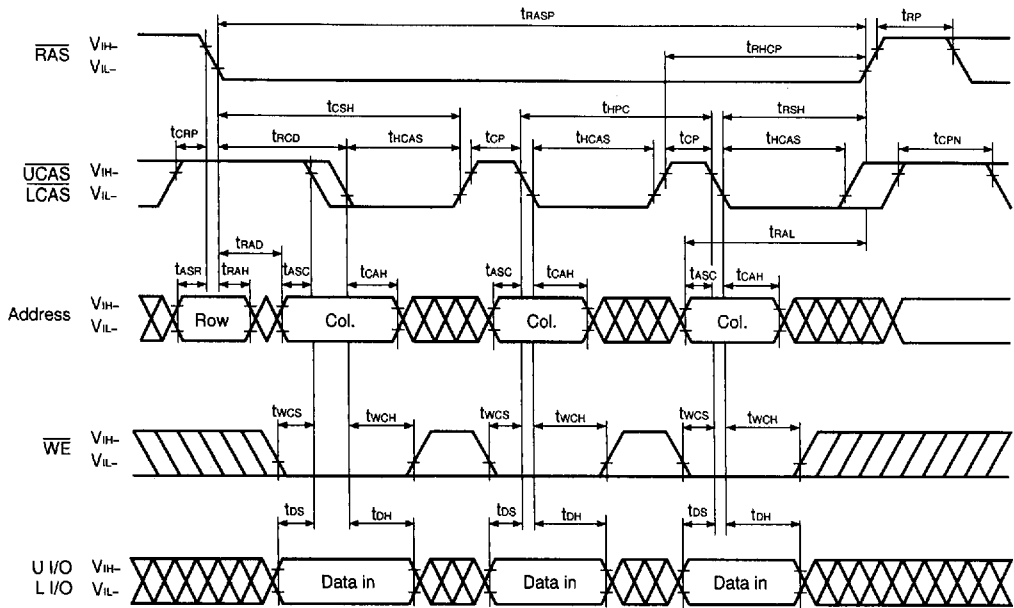 tRASP
tRP
RAS
VIH–
VIL–
tRHCP
tCSH
tHPC
tRSH
tCRP
tRCD
tHCAS
tCP
tHCAS
tCP
tHCAS
tCPN
UCAS
LCAS
VIH–
VIL–
tRAD
tRAL
tASR
tRAH
tASC
tCAH
tASC
tCAH
tASC
tCAH
Address
VIH–
VIL–
Row
Col.
Col.
Col.
tWCS
tWCH
tWCS
tWCH
tWCS
tWCH
WE
VIH–
VIL–
tDS
tDH
tDS
tDH
tDS
tDH
U I/O
L I/O
VIH–
VIL–
Data in
Data in
Data in